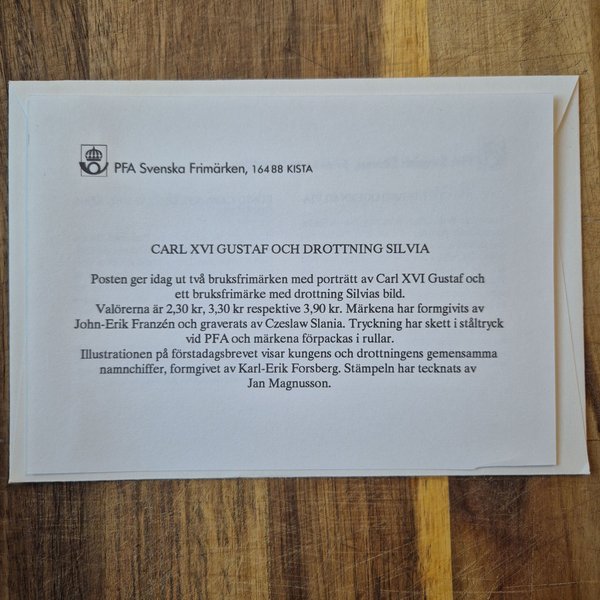 PFA Svenska Frimärken, 164 88 KISTA
CARL XVI GUSTAF OCH DROTTNING SILVIA
Posten ger idag ut två bruksfrimärken med porträtt av Carl XVI Gustaf och
ett bruksfrimärke med drottning Silvias bild.
Valörerna är 2,30 kr, 3,30 kr respektive 3,90 kr. Märkena har formgivits av
John-Erik Franzén och graverats av Czeslaw Slania. Tryckning har skett i ståltryck
vid PFA och märkena förpackas i rullar.
Illustrationen på förstadagsbrevet visar kungens och drottningens gemensamma
namnchiffer, formgivet av Karl-Erik Forsberg. Stämpeln har tecknats av
Jan Magnusson.